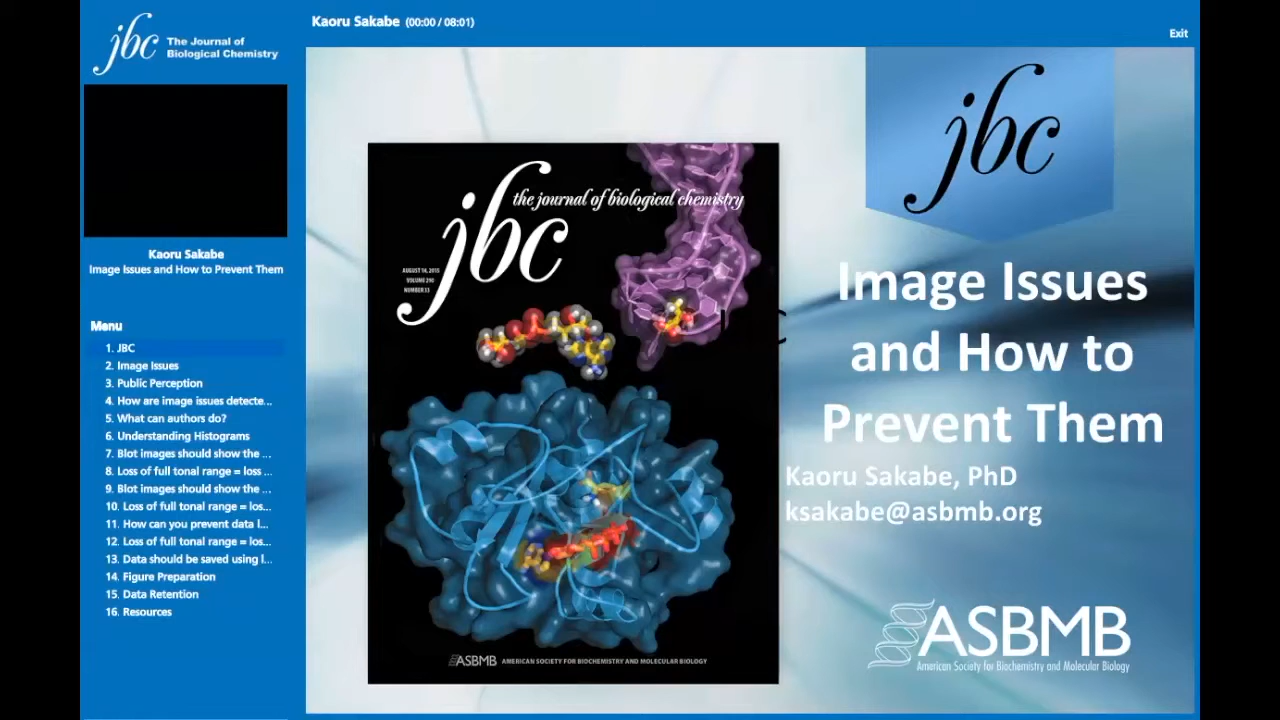 jbc The Journal of
Biological Chemistry
Kaoru Sakabe (00:00 / 08:01)
Exit
Kaoru Sakabe
Image Issues and How to Prevent Them
Menu
1. JBC
2. Image Issues
3. Public Perception
4. How are image issues detecte...
5. What can authors do?
6. Understanding Histograms
7. Blot images should show the ...
8. Loss of full tonal range = loss ...
9. Blot images should show the ...
10. Loss of full tonal range = los...
11. How can you prevent data l...
12. Loss of full tonal range = los...
13. Data should be saved using l...
14. Figure Preparation
15. Data Retention
16. Resources
jbc
the journal of biological chemistry
AUGUST 14, 2015
VOLUME 290
NUMBER 33
ASBMB AMERICAN SOCIETY FOR BIOCHEMISTRY AND MOLECULAR BIOLOGY
jbc
Image Issues
and How to
Prevent Them
Kaoru Sakabe, PhD
ksakabe@asbmb.org
ASBMB
American Society for Biochemistry and Molecular Biology